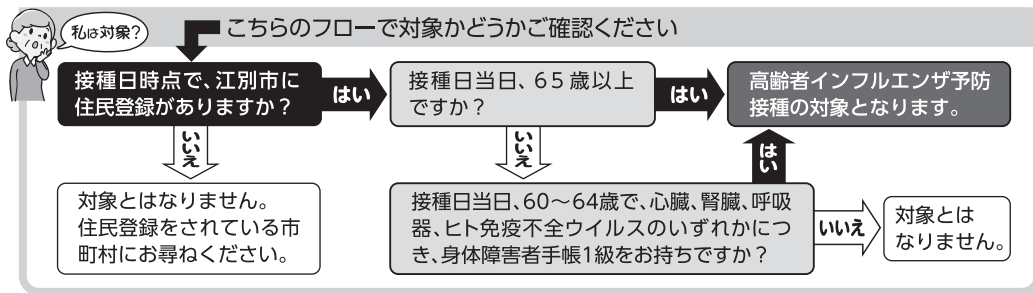 私は対象?
こちらのフローで対象かどうかご確認ください
接種日時点で、江別市に
住民登録がありますか？
はい
接種日当日、65歳以上
ですか？
はい
高齢者インフルエンザ予防
接種の対象となります。
いいえ
いいえ
はい
対象とはなりません。
住民登録をされている市
町村にお尋ねください。
接種日当日、60～64歳で、心臓、腎臓、呼吸
器、ヒト免疫不全ウイルスのいずれかにつ
き、身体障害者手帳1級をお持ちですか？
いいえ
対象とは
なりません。